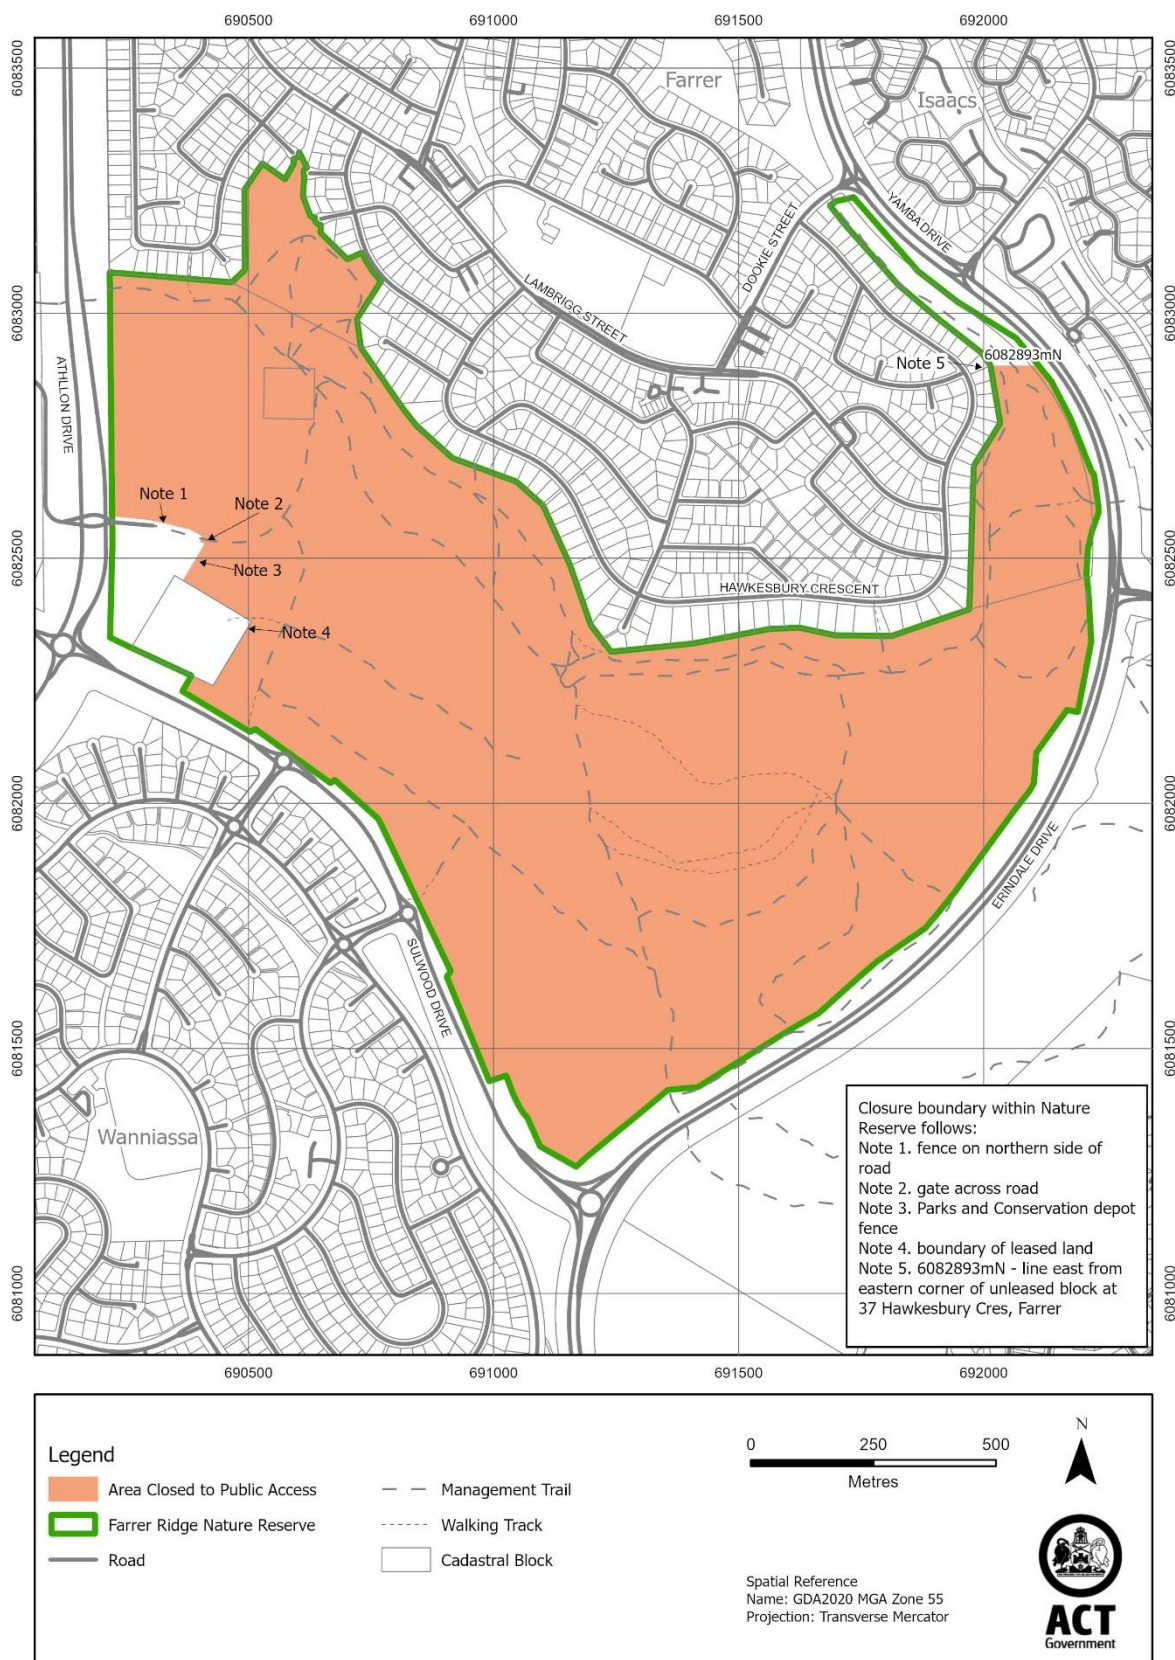 690500 691000 691500 692000
6083500 6083500
Farrer
Isaacs
YAMBA DRIVE
DOOKIE STREET
LAMBRIGG STREET
6083000 6083000
Note 5
6082893mN
ATHLLON DRIVE
Note 1
Note 2
6082500 6082500
Note 3
HAWKESBURY CRESCENT
Note 4
6082000 6082000
ERINDALE DRIVE
SULWOOD DRIVE
6081500 6081500
Wanniassa
Closure boundary within Nature
Reserve follows:
Note 1. fence on northern side of
road
Note 2. gate across road
Note 3. Parks and Conservation depot
fence
Note 4. boundary of leased land
Note 5. 6082893mN - line east from
eastern corner of unleased block at
37 Hawkesbury Cres, Farrer
6081000 6081000
690500 691000 691500 692000
Legend
Area Closed to Public Access
Farrer Ridge Nature Reserve
Road
Management Trail
Walking Track
Cadastral Block
0 250 500
Metres
N
Spatial Reference
Name: GDA2020 MGA Zone 55
Projection: Transverse Mercator
ACT
Government